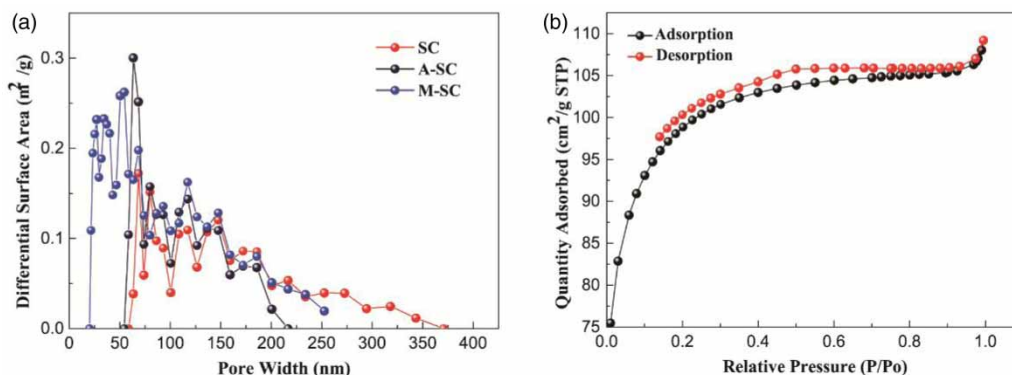 (a)
SC
A-SC
M-SC
Differential Surface Area (m²/g)
0.3
0.2
0.1
0.0
0 50 100 150 200 250 300 350 400
Pore Width (nm)
(b)
Adsorption
Desorption
Quantity Adsorbed (cm²/g STP)
110
105
100
95
90
85
80
75
0.0 0.2 0.4 0.6 0.8 1.0
Relative Pressure (P/Po)